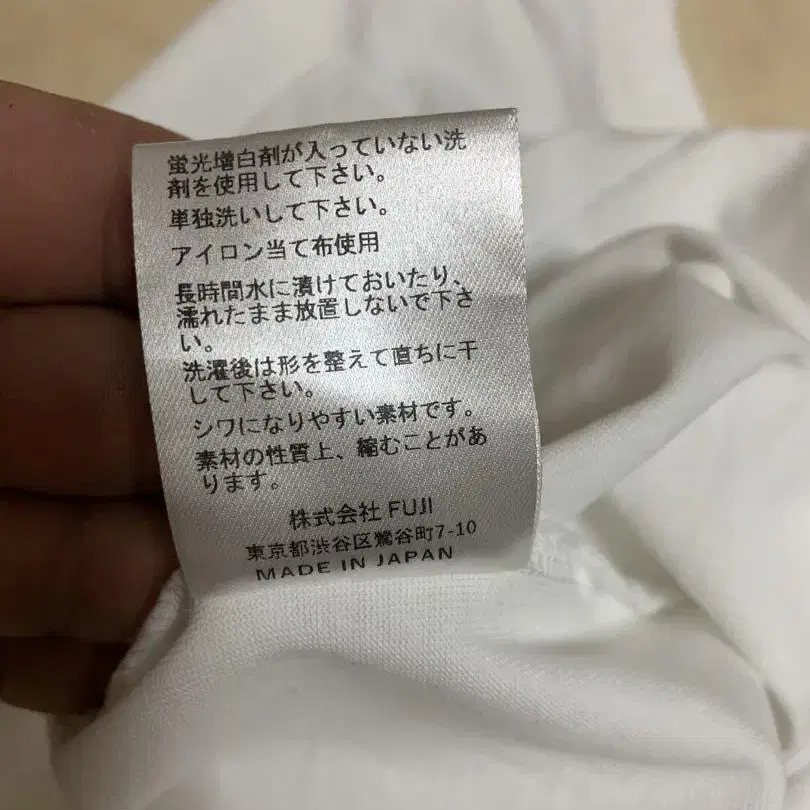 蛍光増白剤が入っていない洗
剤を使用して下さい。
単独洗いして下さい。
アイロン当て布使用
長時間水に漬けておいたり、
濡れたまま放置しないで下さ
い。
洗濯後は形を整えて直ちに干
して下さい。
シワになりやすい素材です。
素材の性質上、縮むことがあ
ります。
株式会社 FUJI
東京都渋谷区鶯谷町7-10
MADE IN JAPAN